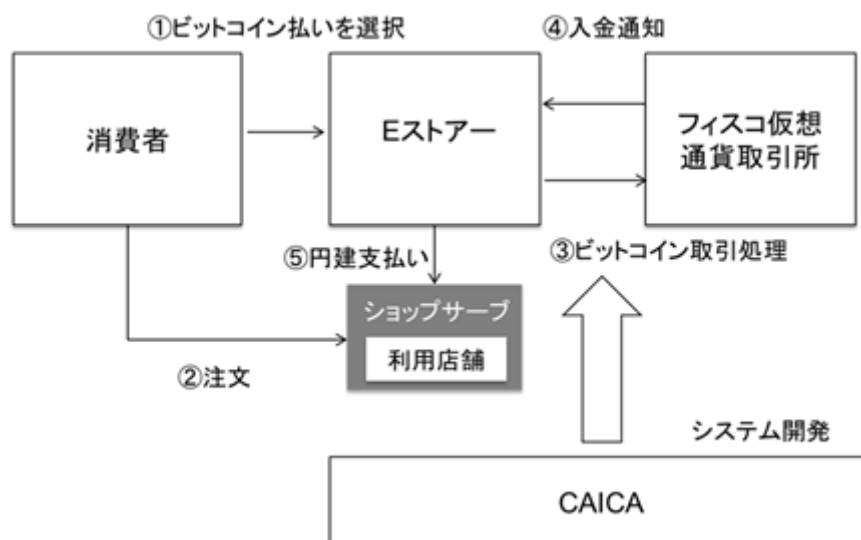 ①ビットコイン払いを選択
④入金通知
消費者
Eストアー
フィスコ仮想
通貨取引所
⑤円建支払い
③ビットコイン取引処理
ショップサーブ
利用店舗
②注文
システム開発
CAICA